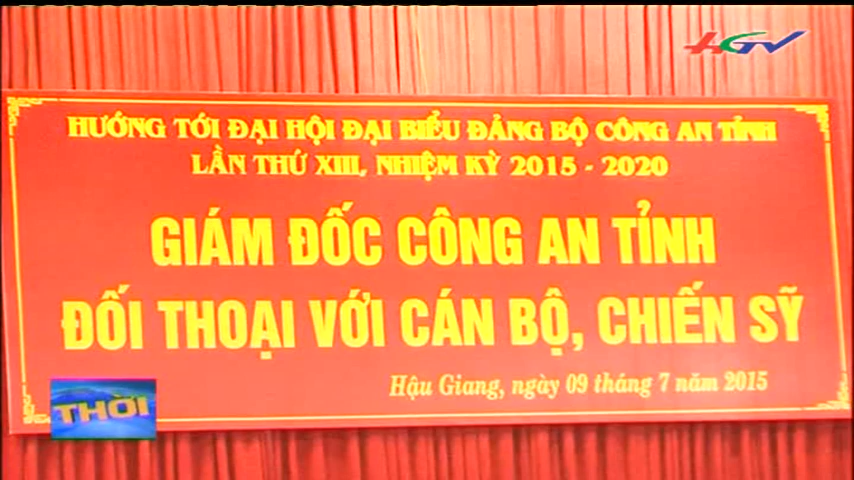 HGTV
HƯỚNG TỚI ĐẠI HỘI ĐẠI BIỂU ĐẢNG BỘ CÔNG AN TỈNH
LẦN THỨ XIII, NHIỆM KỲ 2015 - 2020
GIÁM ĐỐC CÔNG AN TỈNH
ĐỐI THOẠI VỚI CÁN BỘ, CHIẾN SỸ
Hậu Giang, ngày 09 tháng 7 năm 2015
THỜI